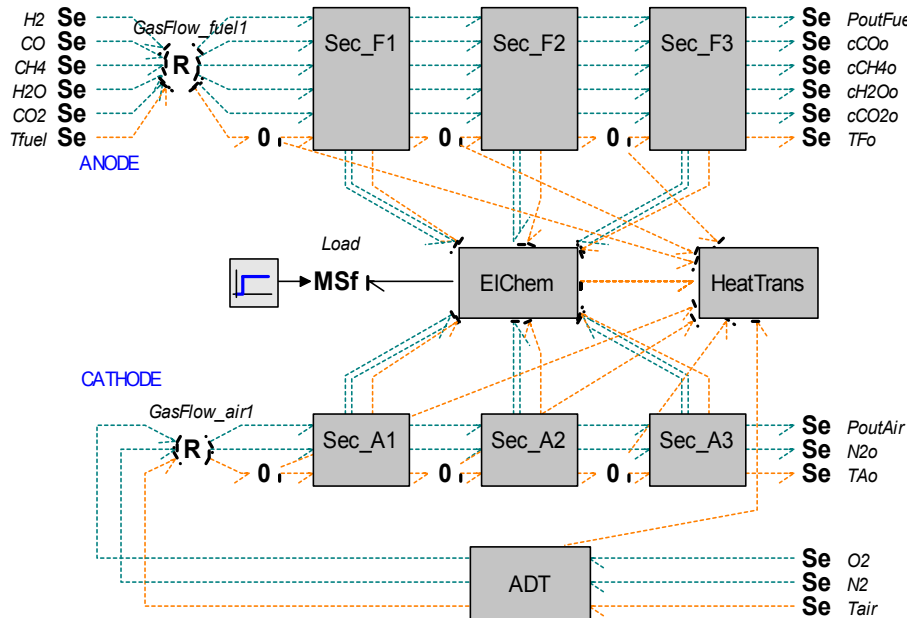 H2 Se GasFlow_fuel1 Sec_F1 Sec_F2 Sec_F3 Se PoutFue
CO Se R Se cCOo
CH4 Se Se cCH4o
H2O Se Se cH2Oo
CO2 Se Se cCO2o
Tfuel Se 0 0 0 Se TFo
ANODE
Load
MSf ElChem HeatTrans
CATHODE
GasFlow_air1
R Sec_A1 Sec_A2 Sec_A3 Se PoutAir
Se N2o
0 0 0 Se TAo
ADT Se O2
Se N2
Se Tair